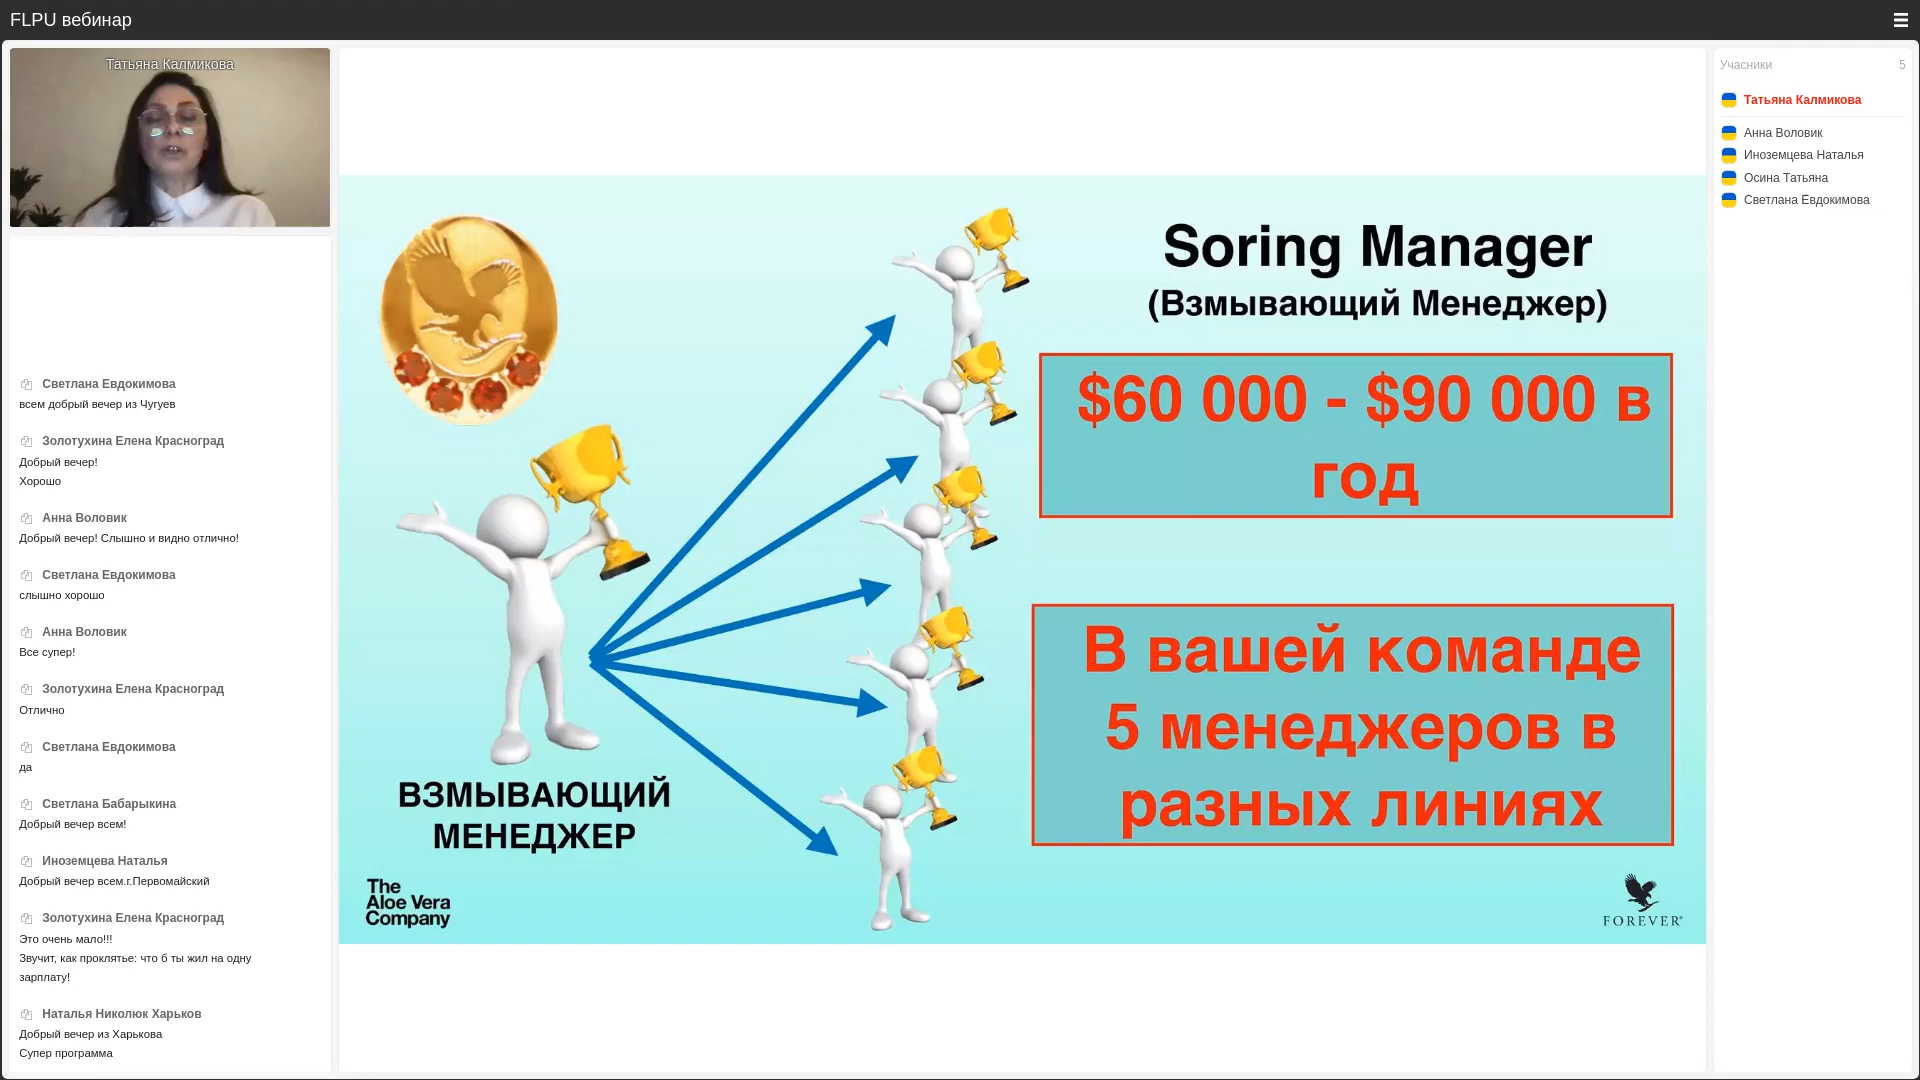 FLPU вебинар
Татьяна Калмикова
Светлана Евдокимова
всем добрый вечер из Чугуев
Золотухина Елена Красноград
Добрый вечер!
Хорошо
Анна Воловик
Добрый вечер! Слышно и видно отлично!
Светлана Евдокимова
слышно хорошо
Анна Воловик
Все супер!
Золотухина Елена Красноград
Отлично
Светлана Евдокимова
да
Светлана Бабарыкина
Добрый вечер всем!
Иноземцева Наталья
Добрый вечер всем.г.Первомайский
Золотухина Елена Красноград
Это очень мало!!!
Звучит, как проклятье: что б ты жил на одну
зарплату!
Наталья Николюк Харьков
Добрый вечер из Харькова
Супер программа
Soring Manager
(Взмывающий Менеджер)
$60 000 - $90 000 в
год
В вашей команде
5 менеджеров в
разных линиях
ВЗМЫВАЮЩИЙ
МЕНЕДЖЕР
The
Aloe Vera
Company
FOREVER®
Учасники 5
Татьяна Калмикова
Анна Воловик
Иноземцева Наталья
Осина Татьяна
Светлана Евдокимова